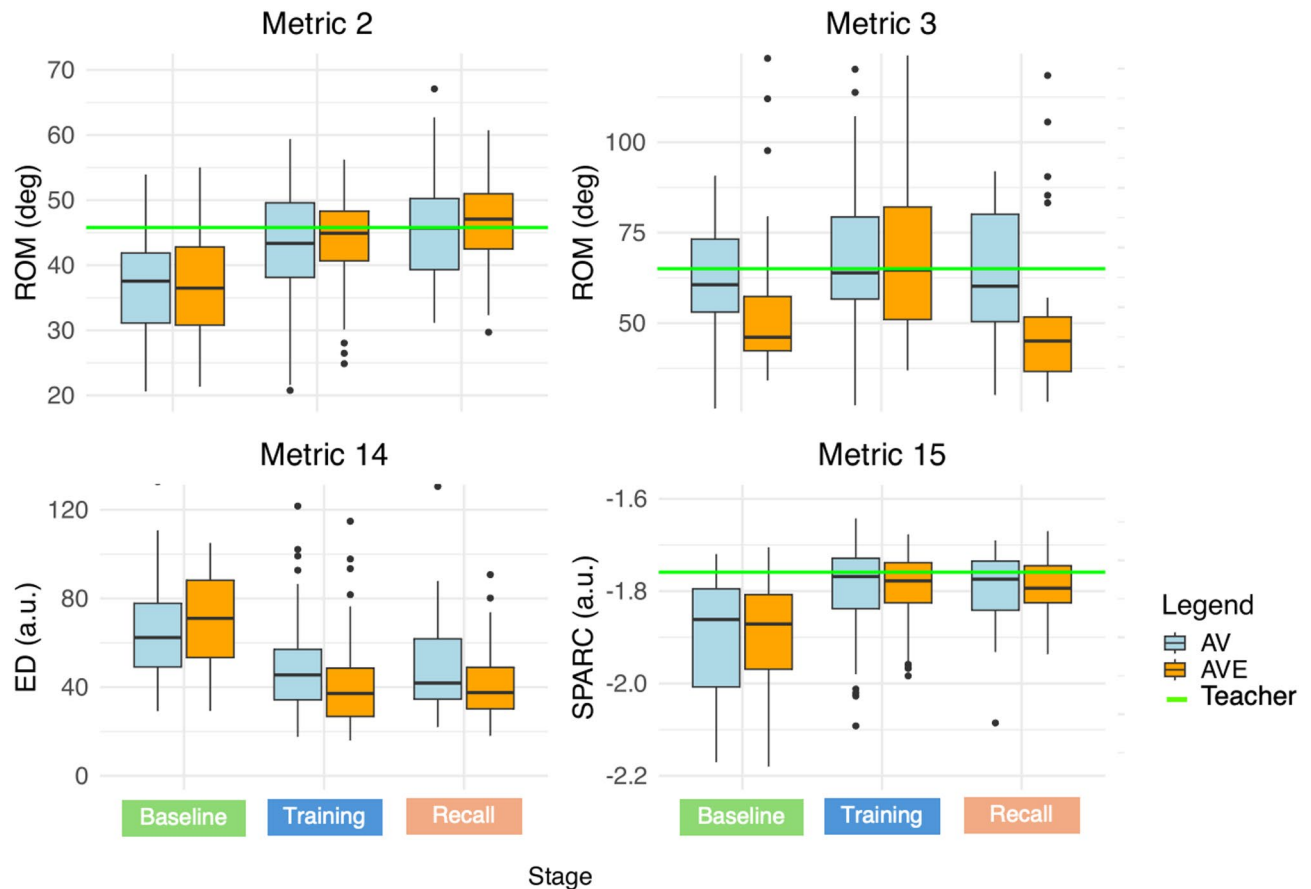 Metric 2
Metric 3
ROM (deg)
70
60
50
40
30
20
ROM (deg)
100
75
50
Metric 14
Metric 15
ED (a.u.)
120
80
40
0
SPARC (a.u.)
-1.6
-1.8
-2.0
-2.2
Legend
AV
AVE
Teacher
Baseline Training Recall
Baseline Training Recall
Stage